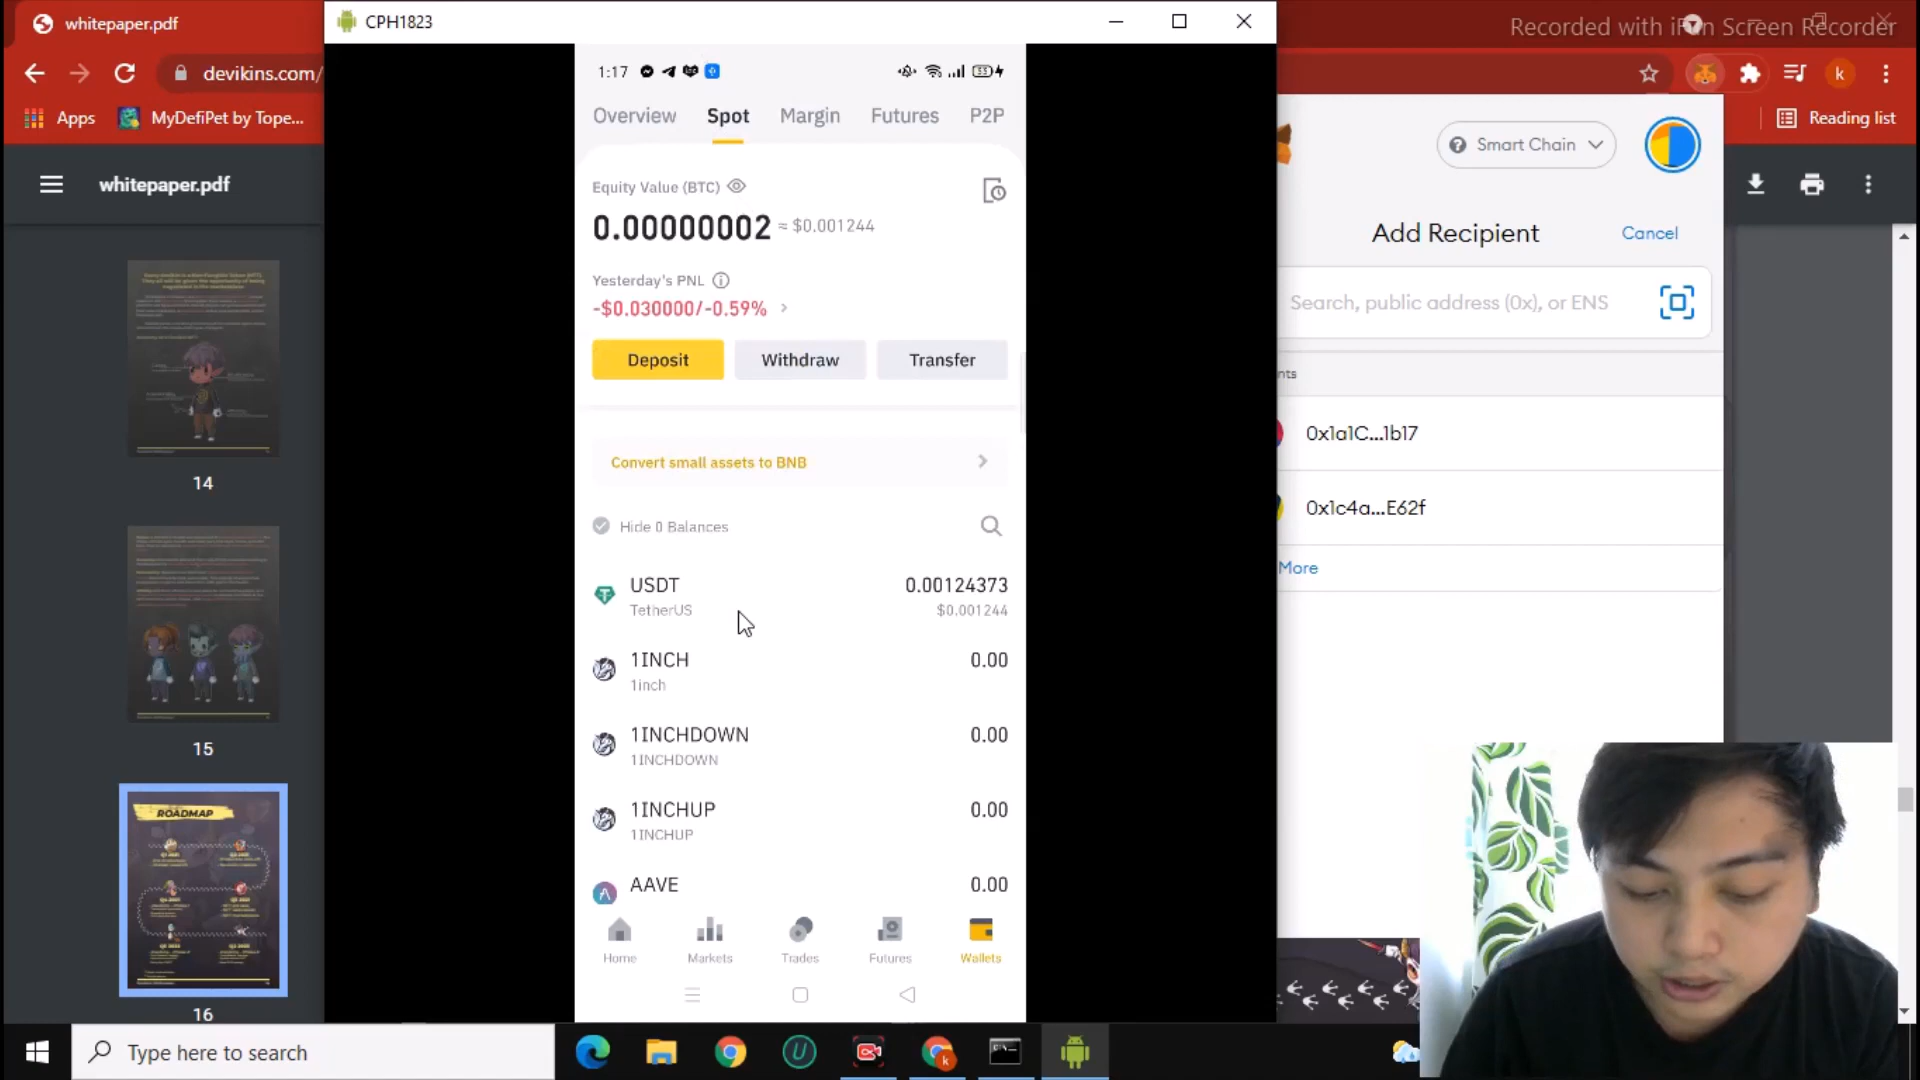 whitepaper.pdf
devikins.com/
Apps
MyDefiPet by Tope...
whitepaper.pdf
14
15
ROADMAP
16
CPH1823
1:17
33
Overview
Spot
Margin
Futures
P2P
Equity Value (BTC)
0.00000002 ≈ $0.001244
Yesterday's PNL
-$0.030000/-0.59%
Deposit
Withdraw
Transfer
Convert small assets to BNB
Hide 0 Balances
USDT
0.00124373
TetherUS
$0.001244
1INCH
0.00
1inch
1INCHDOWN
0.00
1INCHDOWN
1INCHUP
0.00
1INCHUP
AAVE
0.00
Home
Markets
Trades
Futures
Wallets
Recorded with iFun Screen Recorder
k
Reading list
Smart Chain
Add Recipient
Cancel
Search, public address (0x), or ENS
nts
0x1a1C...1b17
0x1c4a...E62f
More
Type here to search